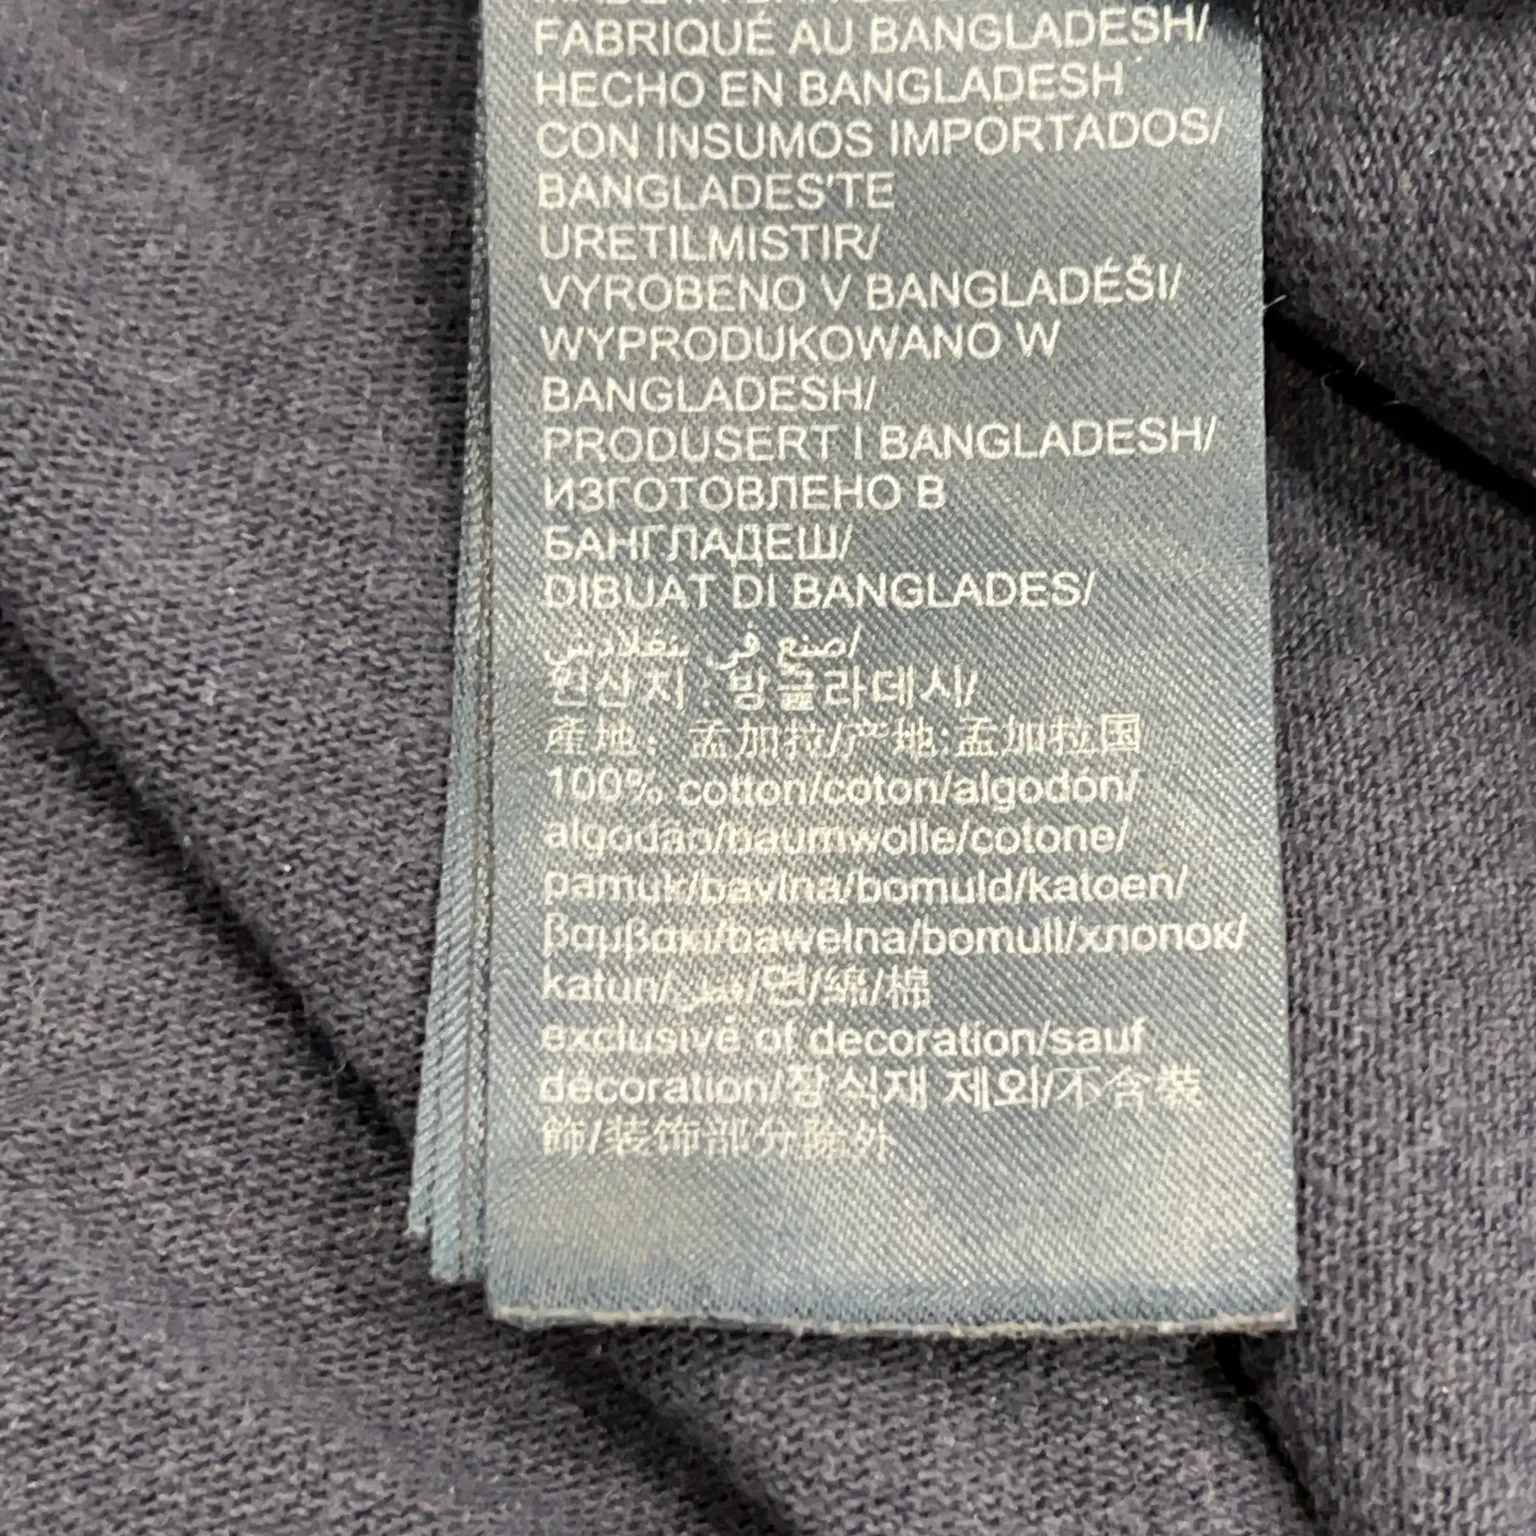 FABRIQUÉ AU BANGLADESH/
HECHO EN BANGLADESH
CON INSUMOS IMPORTADOS/
BANGLADES'TE
URETILMISTIR/
VYROBENO V BANGLADÉŠI/
WYPRODUKOWANO W
BANGLADESH/
PRODUSERT I BANGLADESH/
ИЗГОТОВЛЕНО В
БАНГЛАДЕШ/
DIBUAT DI BANGLADES/
صنع في بنغلادش/
원산지 : 방글라데시/
產地：孟加拉/产地:孟加拉国
100% cotton/coton/algodón/
algodão/baumwolle/cotone/
pamuk/bavlna/bomuld/katoen/
βαμβακι/bawełna/bomull/хлопок/
katun/قطن/면/綿/棉
exclusive of decoration/sauf
décoration/장식재 제외/不含裝
飾/装饰部分除外